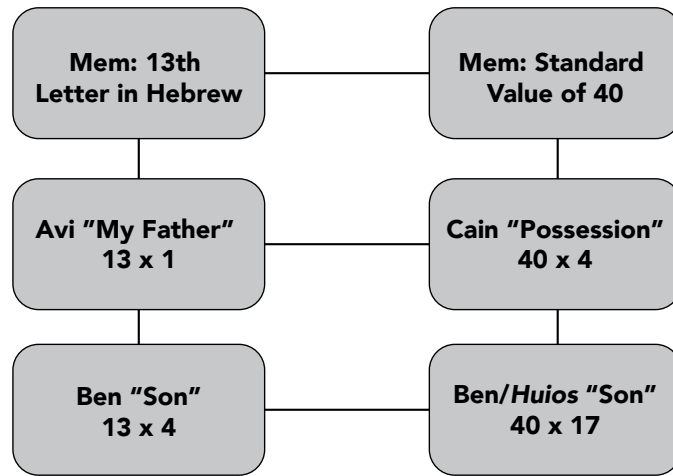 Mem: 13th
Letter in Hebrew
Mem: Standard
Value of 40
Avi "My Father"
13 x 1
Cain “Possession”
40 x 4
Ben “Son”
13 x 4
Ben/Huios “Son”
40 x 17